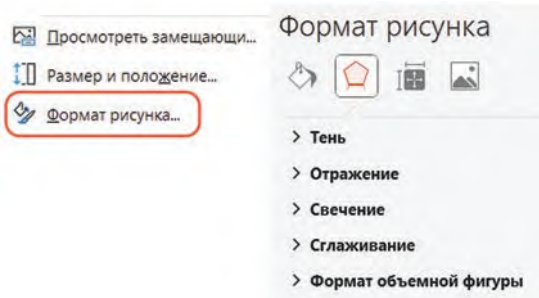 Просмотреть замещающи...
Размер и положение...
Формат рисунка...
Формат рисунка
Тень
Отражение
Свечение
Сглаживание
Формат объемной фигуры